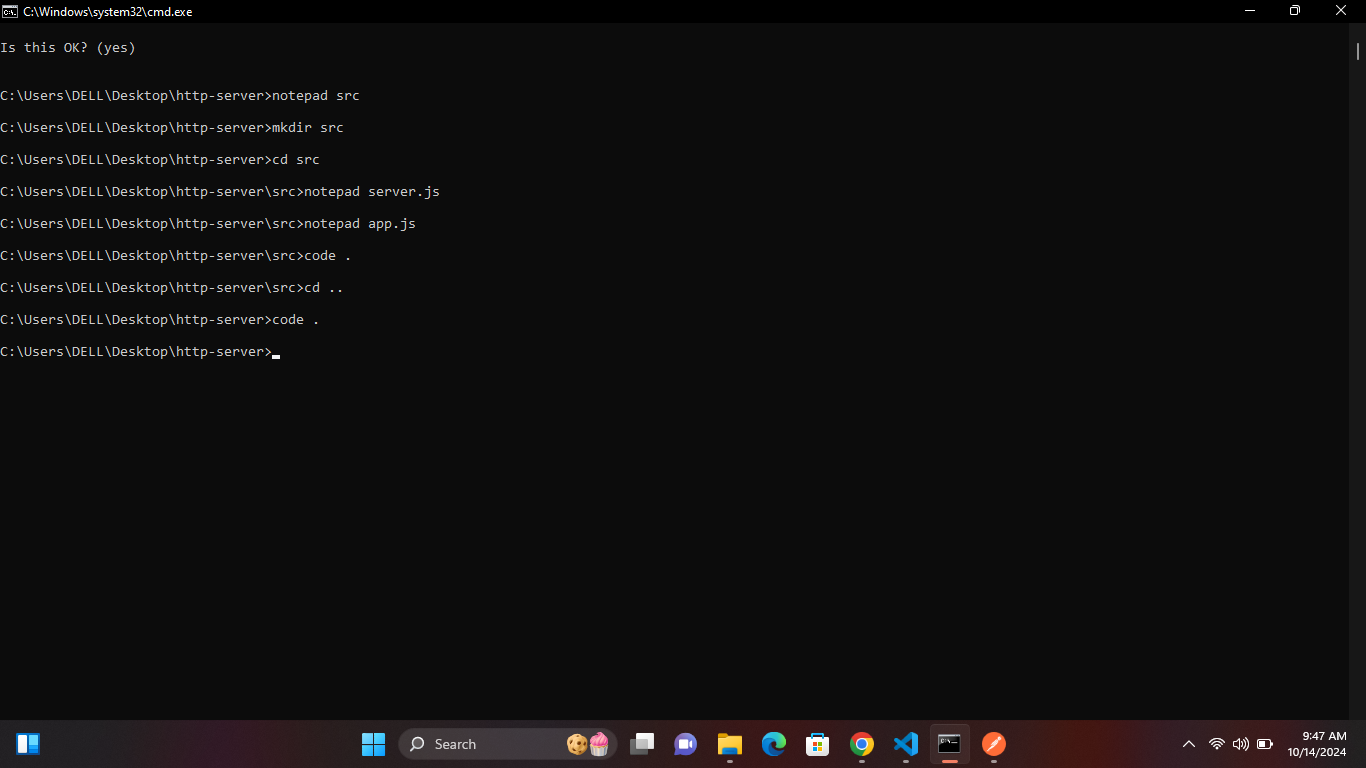 C:\Windows\system32\cmd.exe
Is this OK? (yes)
C:\Users\DELL\Desktop\http-server>notepad src
C:\Users\DELL\Desktop\http-server>mkdir src
C:\Users\DELL\Desktop\http-server>cd src
C:\Users\DELL\Desktop\http-server\src>notepad server.js
C:\Users\DELL\Desktop\http-server\src>notepad app.js
C:\Users\DELL\Desktop\http-server\src>code .
C:\Users\DELL\Desktop\http-server\src>cd ..
C:\Users\DELL\Desktop\http-server>code .
C:\Users\DELL\Desktop\http-server>
Search
9:47 AM
10/14/2024